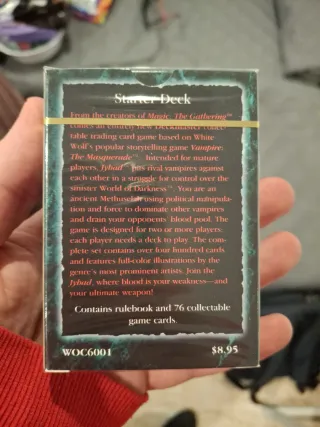 Starter Deck
From the creators of Magic: The Gathering™
comes an entirely new Deckmaster collec-
table trading card game based on White
Wolf's popular storytelling game Vampire:
The Masquerade™. Intended for mature
players, Jyhad™ pits rival vampires against
each other in a struggle for control over the
sinister World of Darkness™. You are an
ancient Methuselah using political manipula-
tion and force to dominate other vampires
and drain your opponents' blood pool. The
game is designed for two or more players;
each player needs a deck to play. The com-
plete set contains over four hundred cards
and features full-color illustrations by the
genre's most prominent artists. Join the
Jyhad, where blood is your weakness—and
your ultimate weapon!
Contains rulebook and 76 collectable
game cards.
WOC6001 $8.95